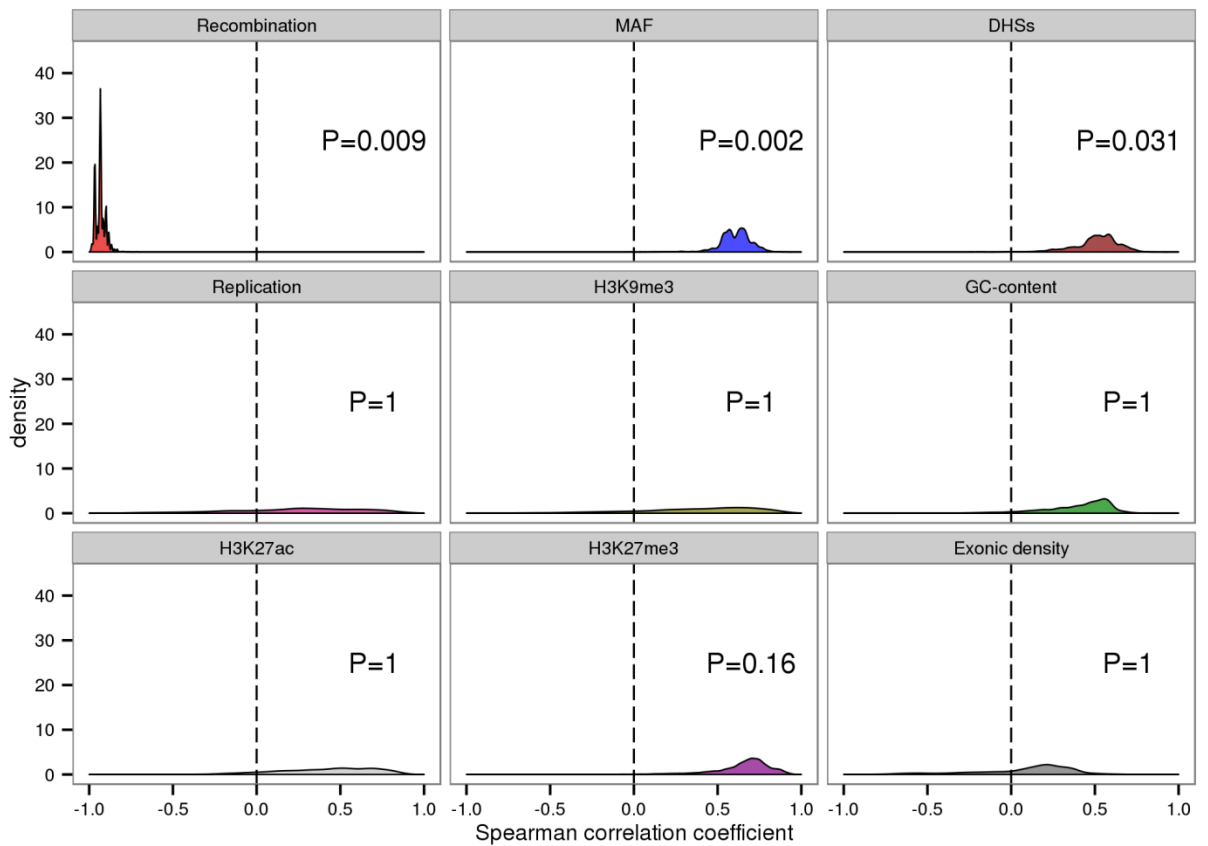 Recombination
MAF
DHSs
40
30
20
10
0
P=0.009
P=0.002
P=0.031
Replication
H3K9me3
GC-content
density
40
30
20
10
0
P=1
P=1
P=1
H3K27ac
H3K27me3
Exonic density
40
30
20
10
0
P=1
P=0.16
P=1
-1.0 -0.5 0.0 0.5 1.0 -1.0 -0.5 0.0 0.5 1.0 -1.0 -0.5 0.0 0.5 1.0
Spearman correlation coefficient